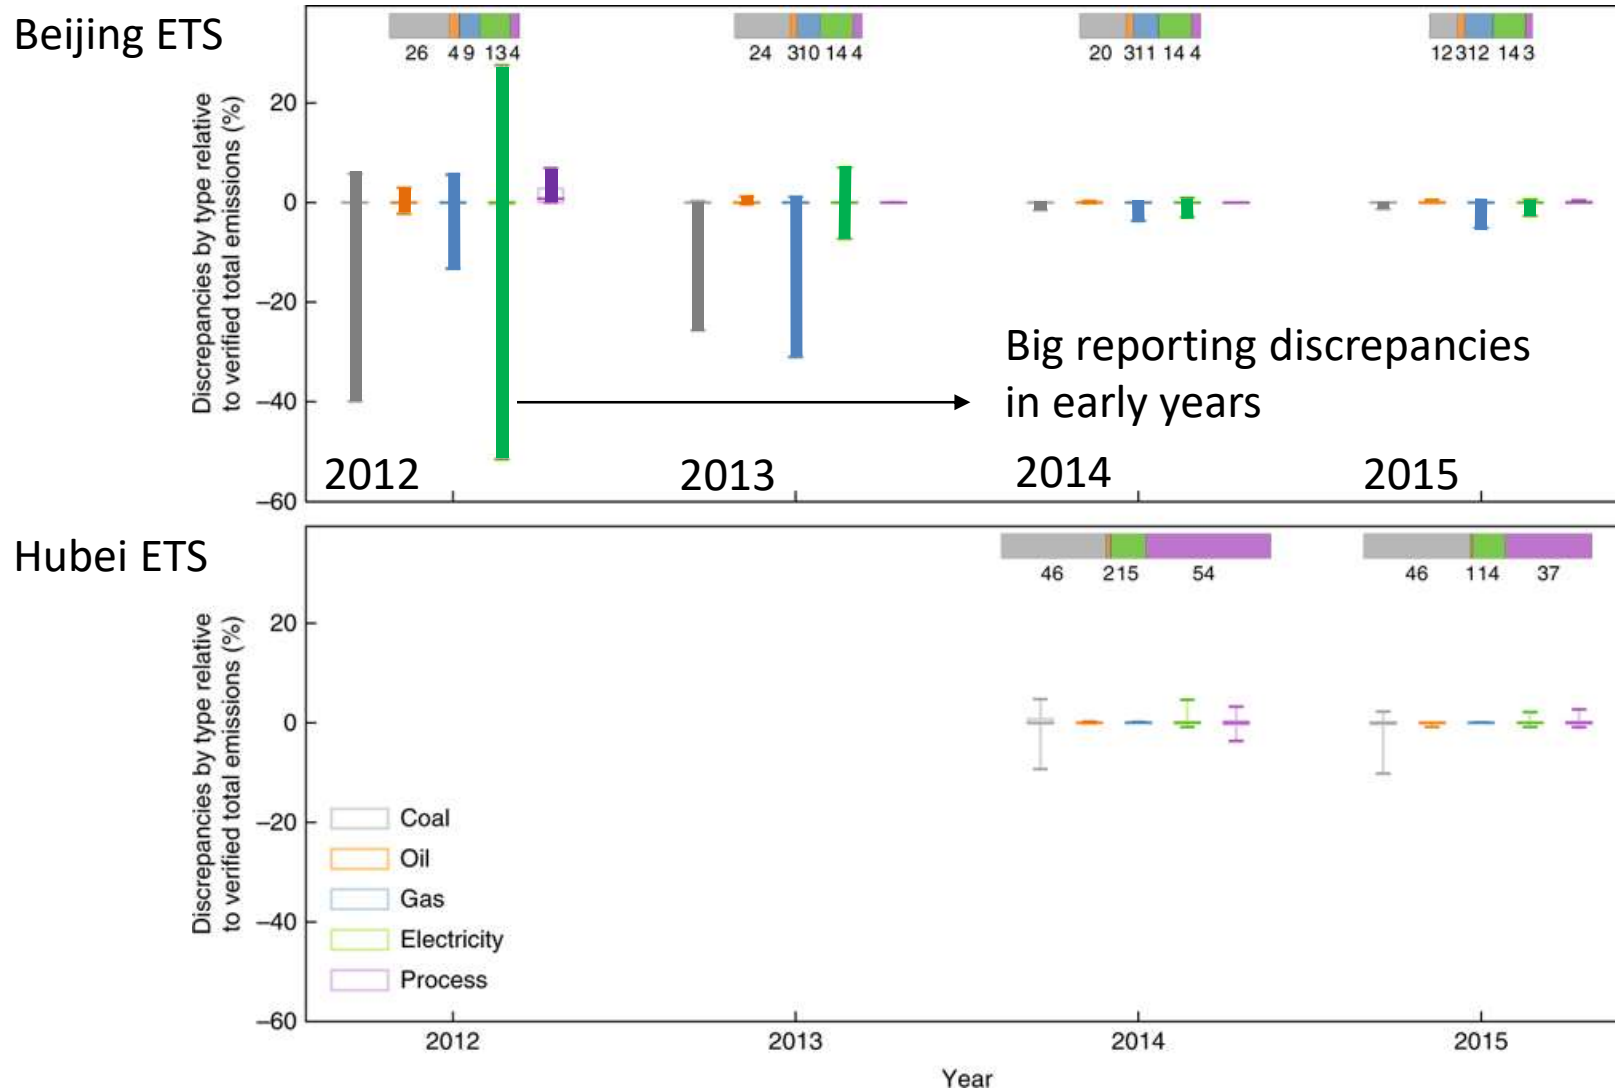 Beijing ETS
26 4 9 13 4
24 3 10 14 4
20 3 11 14 4
12 3 12 14 3
Discrepancies by type relative
to verified total emissions (%)
20
0
−20
−40
−60
Big reporting discrepancies
in early years
2012 2013 2014 2015
Hubei ETS
46 2 15 54
46 1 14 37
Discrepancies by type relative
to verified total emissions (%)
20
0
−20
−40
−60
Coal
Oil
Gas
Electricity
Process
2012 2013 2014 2015
Year